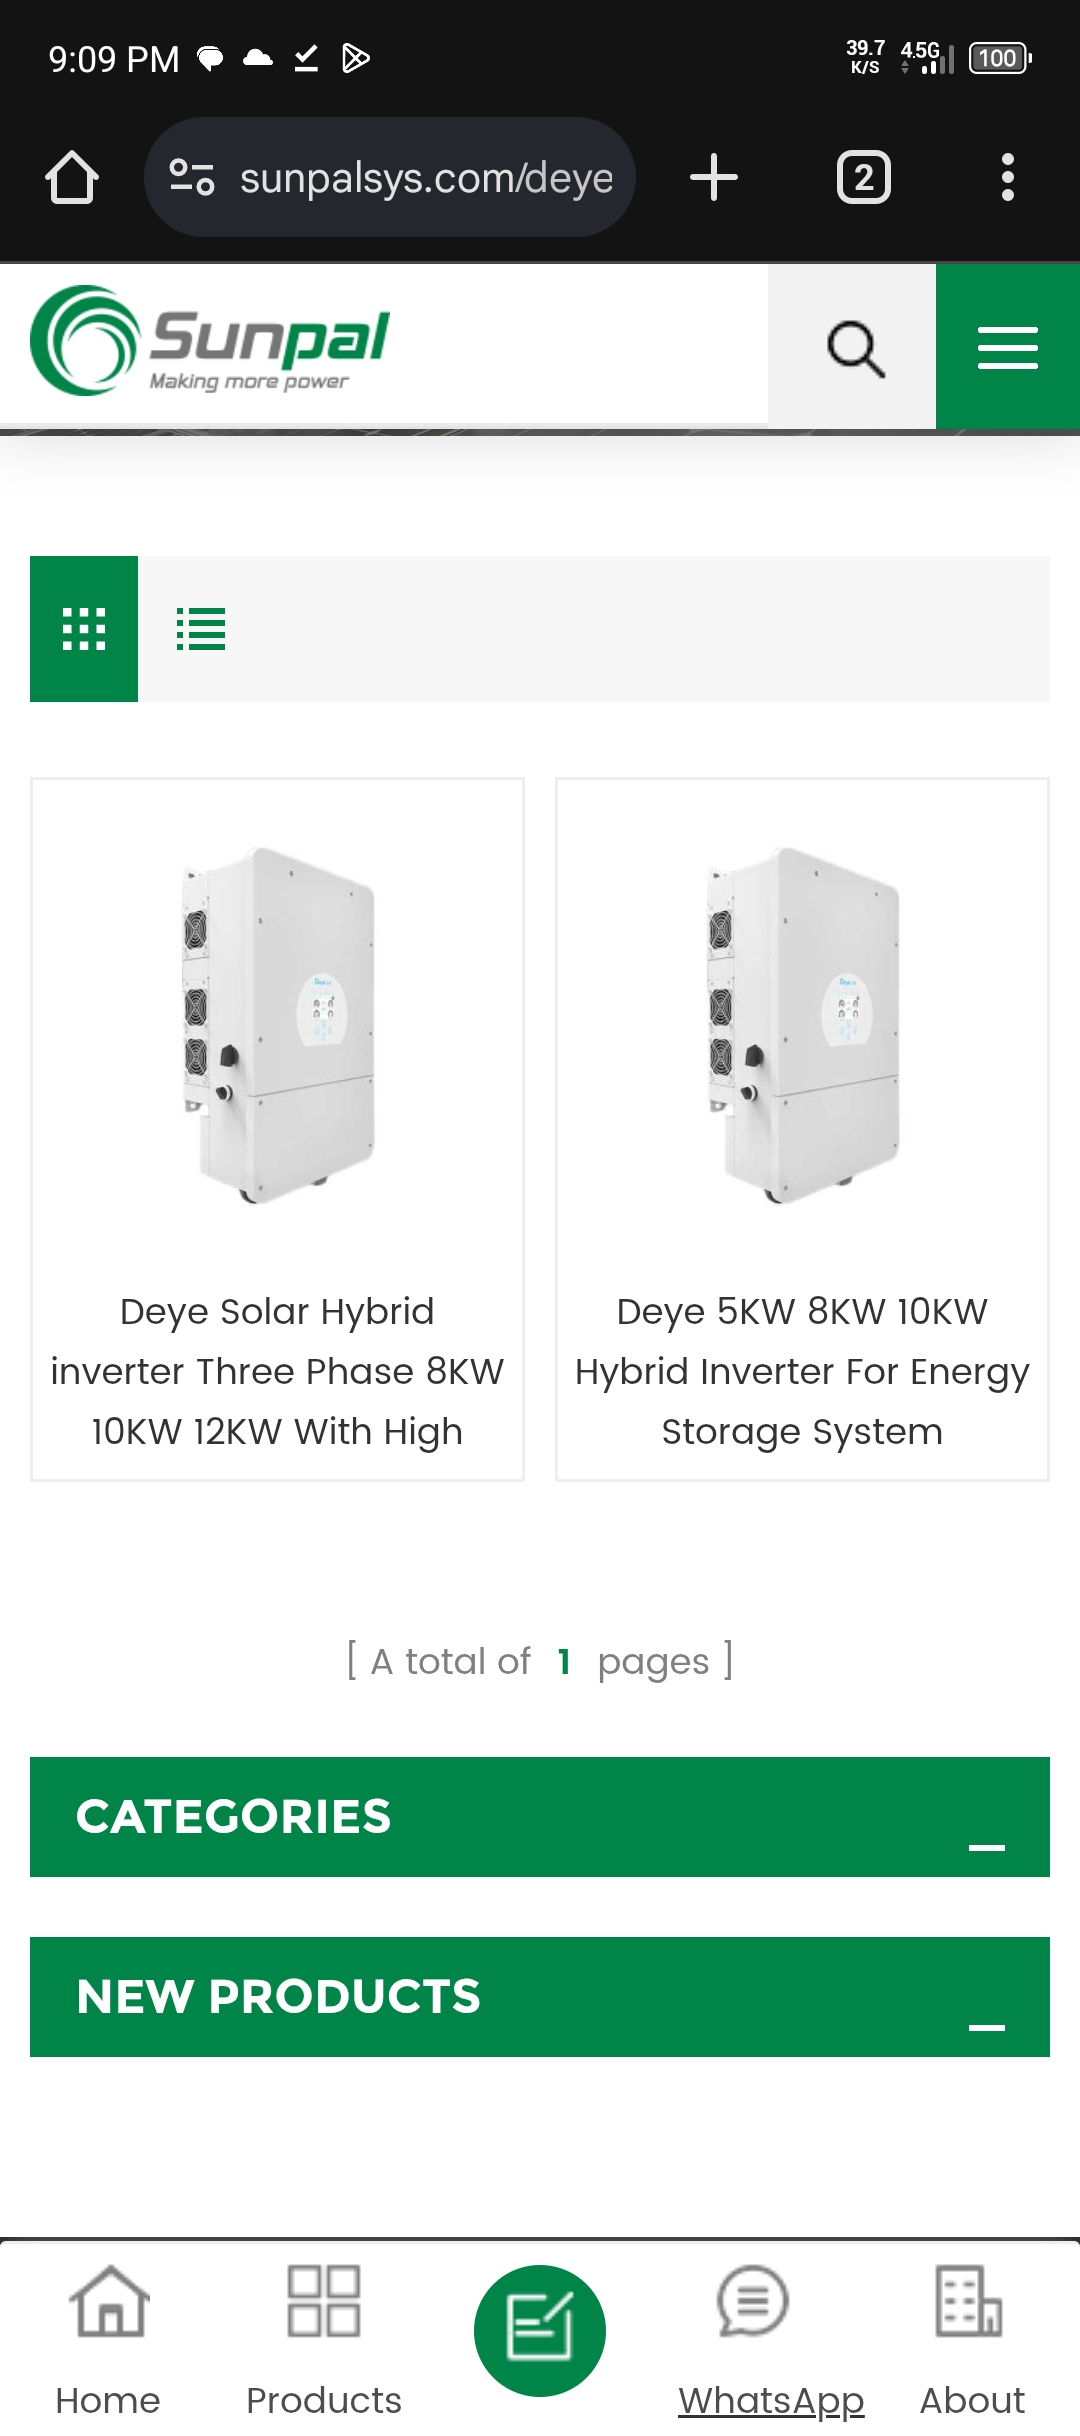 9:09 PM
39.7
K/S
4.5G
100
sunpalsys.com/deye
2
Sunpal
Making more power
Deye Solar Hybrid
inverter Three Phase 8KW
10KW 12KW With High
Deye 5KW 8KW 10KW
Hybrid Inverter For Energy
Storage System
[ A total of 1 pages ]
CATEGORIES
NEW PRODUCTS
Home
Products
WhatsApp
About